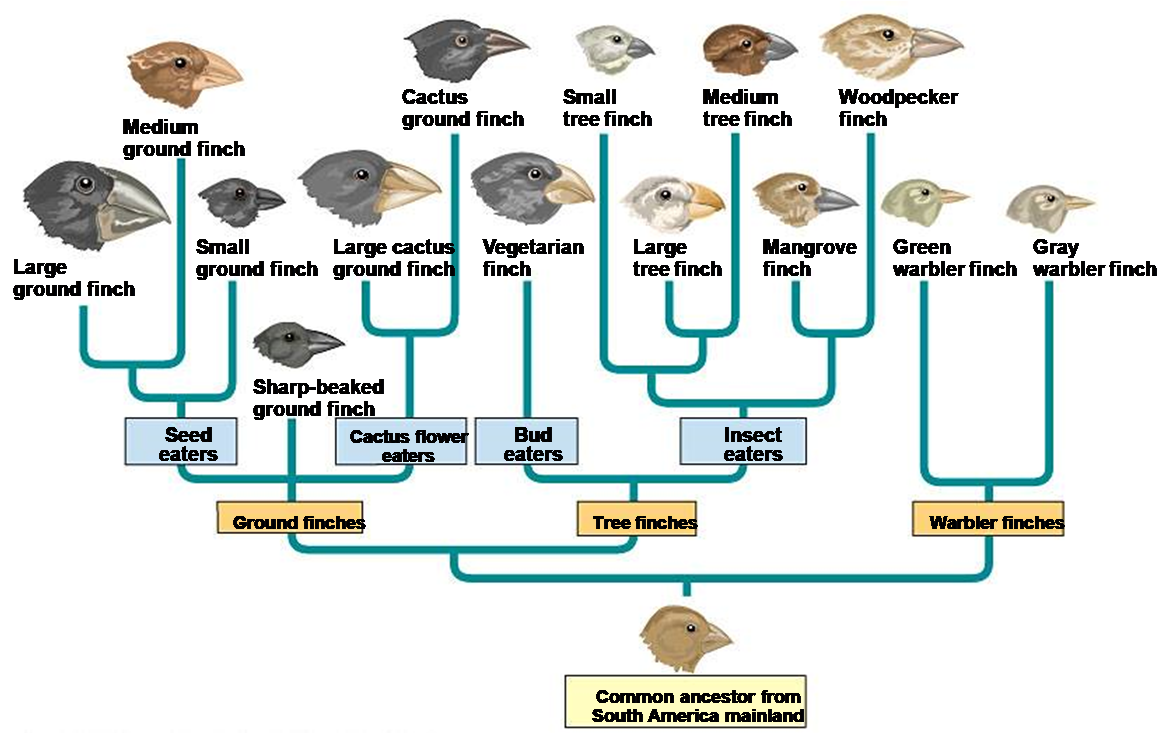 Cactus
ground finch
Small
tree finch
Medium
tree finch
Woodpecker
finch
Medium
ground finch
Large
ground finch
Small
ground finch
Large cactus
ground finch
Vegetarian
finch
Large
tree finch
Mangrove
finch
Green
warbler finch
Gray
warbler finch
Sharp-beaked
ground finch
Seed
eaters
Cactus flower
eaters
Bud
eaters
Insect
eaters
Ground finches
Tree finches
Warbler finches
Common ancestor from
South America mainland